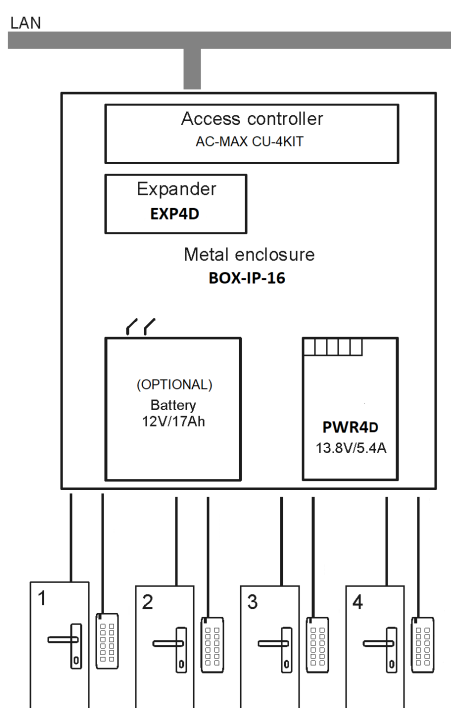 LAN
Access controller
AC-MAX CU-4KIT
Expander
EXP4D
Metal enclosure
BOX-IP-16
(OPTIONAL)
Battery
12V/17Ah
PWR4D
13.8V/5.4A
1
2
3
4